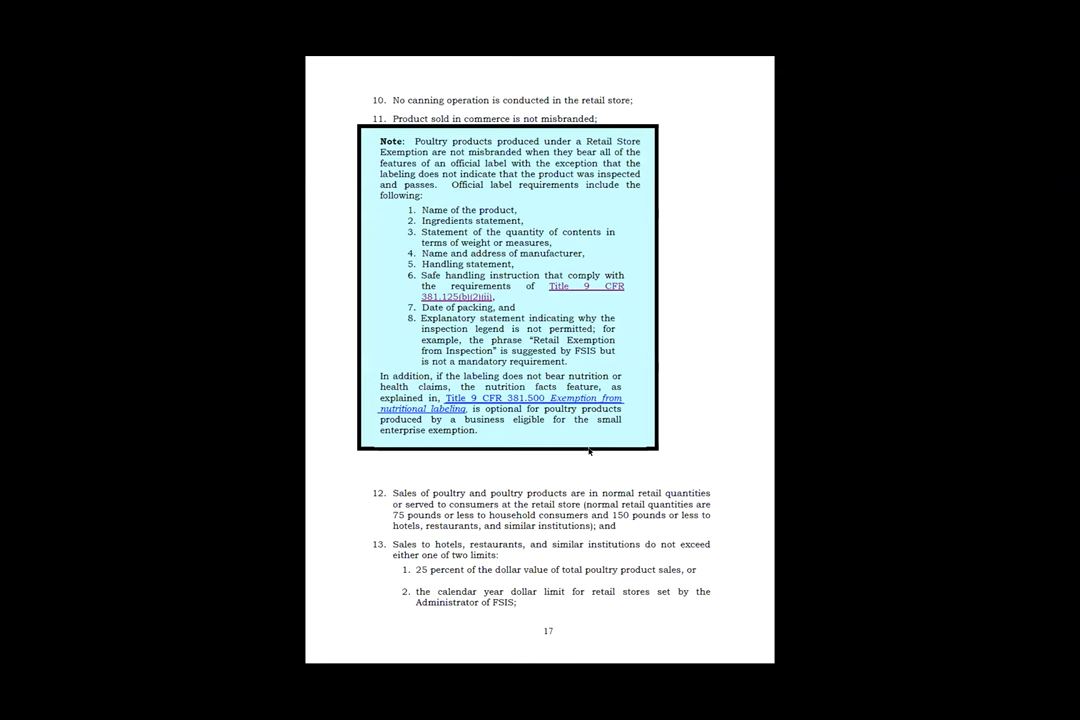 10. No canning operation is conducted in the retail store;
11. Product sold in commerce is not misbranded;
Note: Poultry products produced under a Retail Store
Exemption are not misbranded when they bear all of the
features of an official label with the exception that the
labeling does not indicate that the product was inspected
and passes. Official label requirements include the
following:
1. Name of the product,
2. Ingredients statement,
3. Statement of the quantity of contents in
terms of weight or measures,
4. Name and address of manufacturer,
5. Handling statement,
6. Safe handling instruction that comply with
the requirements of Title 9 CFR
381.125(b)(2)(ii),
7. Date of packing, and
8. Explanatory statement indicating why the
inspection legend is not permitted; for
example, the phrase “Retail Exemption
from Inspection” is suggested by FSIS but
is not a mandatory requirement.
In addition, if the labeling does not bear nutrition or
health claims, the nutrition facts feature, as
explained in, Title 9 CFR 381.500 Exemption from
nutritional labeling, is optional for poultry products
produced by a business eligible for the small
enterprise exemption.
12. Sales of poultry and poultry products are in normal retail quantities
or served to consumers at the retail store (normal retail quantities are
75 pounds or less to household consumers and 150 pounds or less to
hotels, restaurants, and similar institutions); and
13. Sales to hotels, restaurants, and similar institutions do not exceed
either one of two limits:
1. 25 percent of the dollar value of total poultry product sales, or
2. the calendar year dollar limit for retail stores set by the
Administrator of FSIS;
17